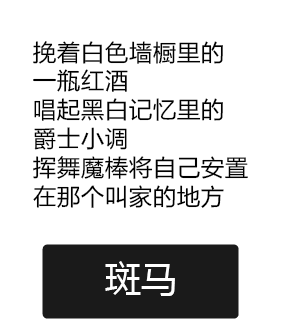 挽着白色墙橱里的
一瓶红酒
唱起黑白记忆里的
爵士小调
挥舞魔棒将自己安置
在那个叫家的地方
斑马